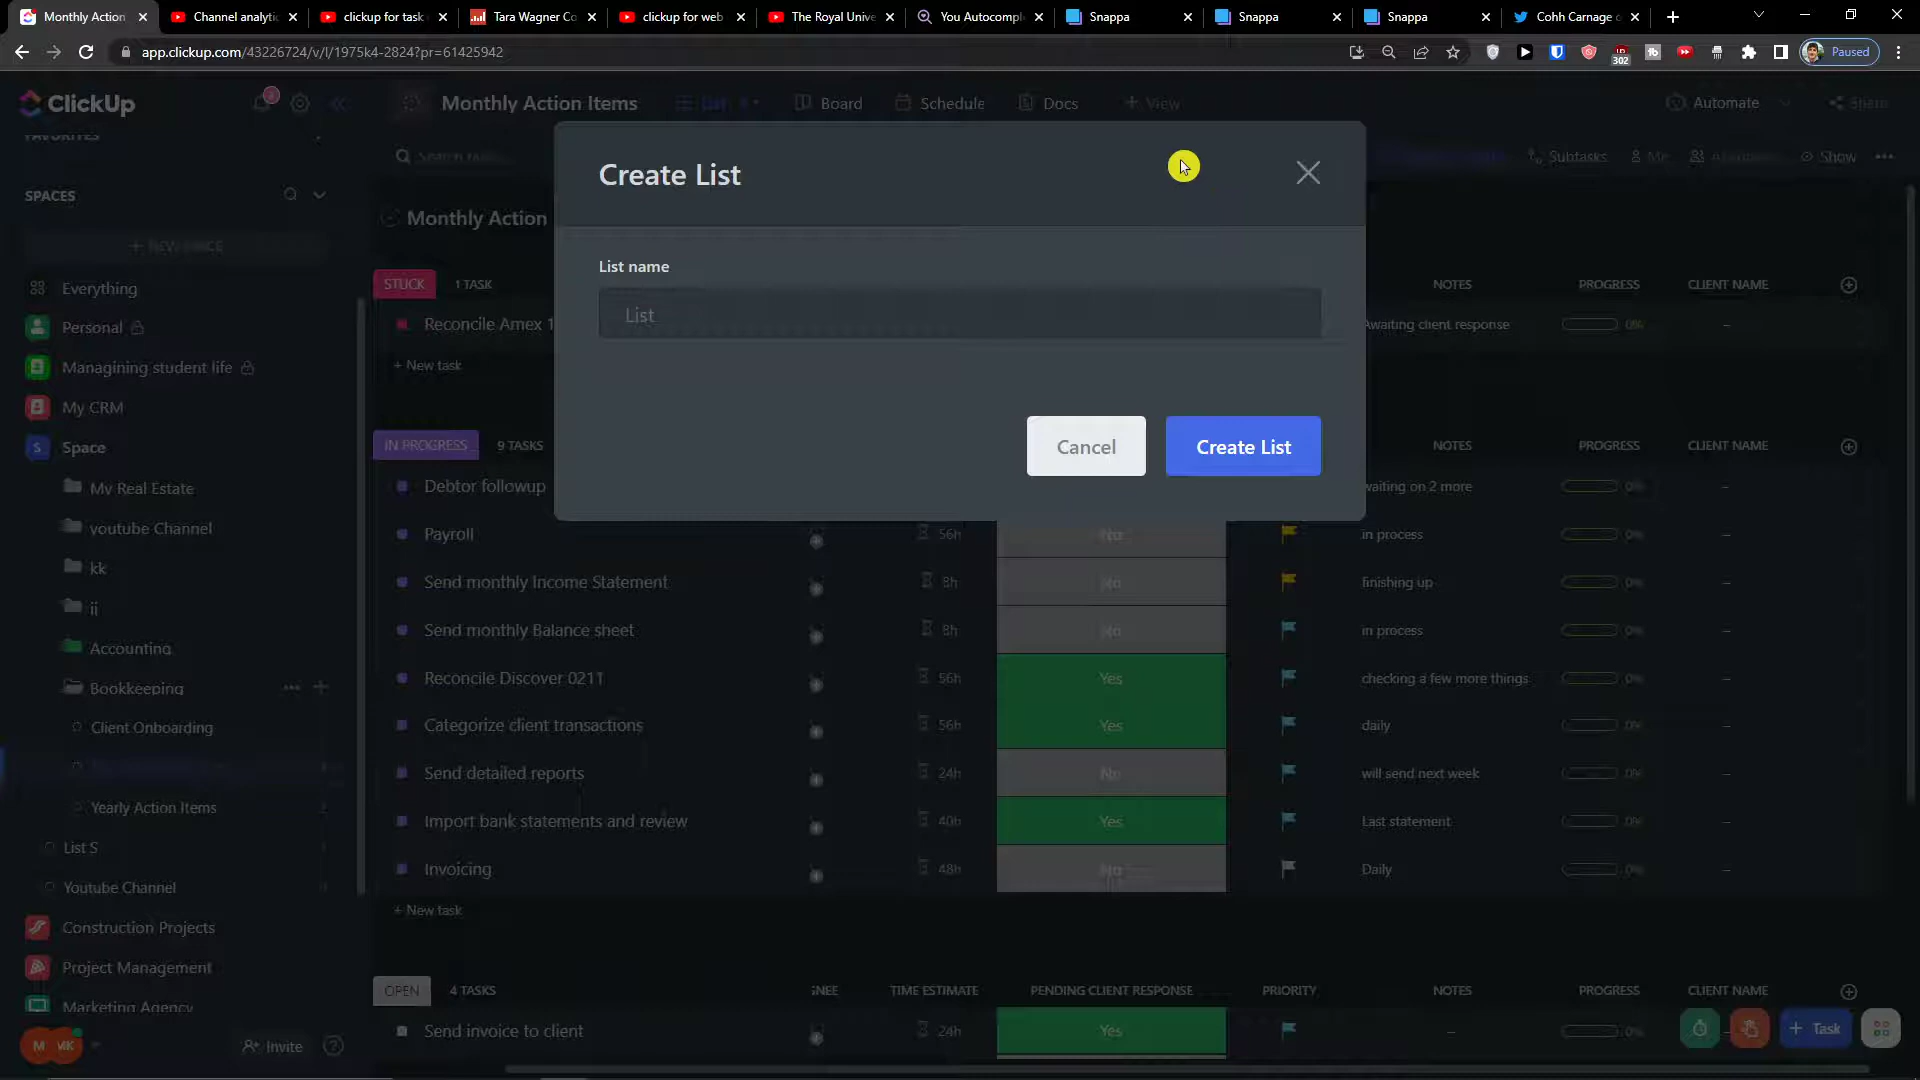 Monthly Action
Channel analytic
clickup for task
Tara Wagner Co
clickup for web
The Royal Unive
You Autocompl
Snappa
Snappa
Snappa
Cohh Carnage
app.clickup.com/43226724/v/l/1975k4-2824?pr=61425942
302
Paused
ClickUp
Monthly Action Items
List
Board
Schedule
Docs
+ View
Automate
Share
FAVORITES
Search tasks...
Subtasks
Me
Show
SPACES
+ NEW SPACE
Everything
Personal
Managining student life
My CRM
S
Space
My Real Estate
youtube Channel
kk
ii
Accounting
Bookkeeping
Client Onboarding
Yearly Action Items
List S
Youtube Channel
Construction Projects
Project Management
Marketing Agency
M
MK
Invite
?
Create List
List name
List
Cancel
Create List
Monthly Action
STUCK
1 TASK
NOTES
PROGRESS
CLIENT NAME
Reconcile Amex 1
Awaiting client response
0%
–
+ New task
IN PROGRESS
9 TASKS
NOTES
PROGRESS
CLIENT NAME
Debtor followup
waiting on 2 more
0%
–
Payroll
56h
No
in process
0%
–
Send monthly Income Statement
8h
No
finishing up
0%
–
Send monthly Balance sheet
8h
No
in process
0%
–
Reconcile Discover 0211
56h
Yes
checking a few more things
0%
–
Categorize client transactions
56h
Yes
daily
0%
–
Send detailed reports
24h
No
will send next week
0%
–
Import bank statements and review
40h
Yes
Last statement
0%
–
Invoicing
48h
No
Daily
0%
–
+ New task
OPEN
4 TASKS
GNEE
TIME ESTIMATE
PENDING CLIENT RESPONSE
PRIORITY
NOTES
PROGRESS
CLIENT NAME
Send invoice to client
24h
Yes
–
0%
–
+ Task